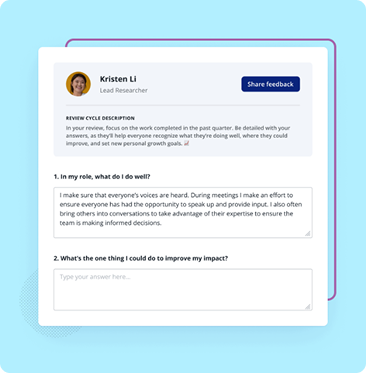 Kristen Li
Lead Researcher
Share feedback
REVIEW CYCLE DESCRIPTION
In your review, focus on the work completed in the past quarter. Be detailed with your
answers, as they'll help everyone recognize what they're doing well, where they could
improve, and set new personal growth goals.
1. In my role, what do I do well?
I make sure that everyone's voices are heard. During meetings I make an effort to
ensure everyone has had the opportunity to speak up and provide input. I also often
bring others into conversations to take advantage of their expertise to ensure the
team is making informed decisions.
2. What's the one thing I could do to improve my impact?
Type your answer here...